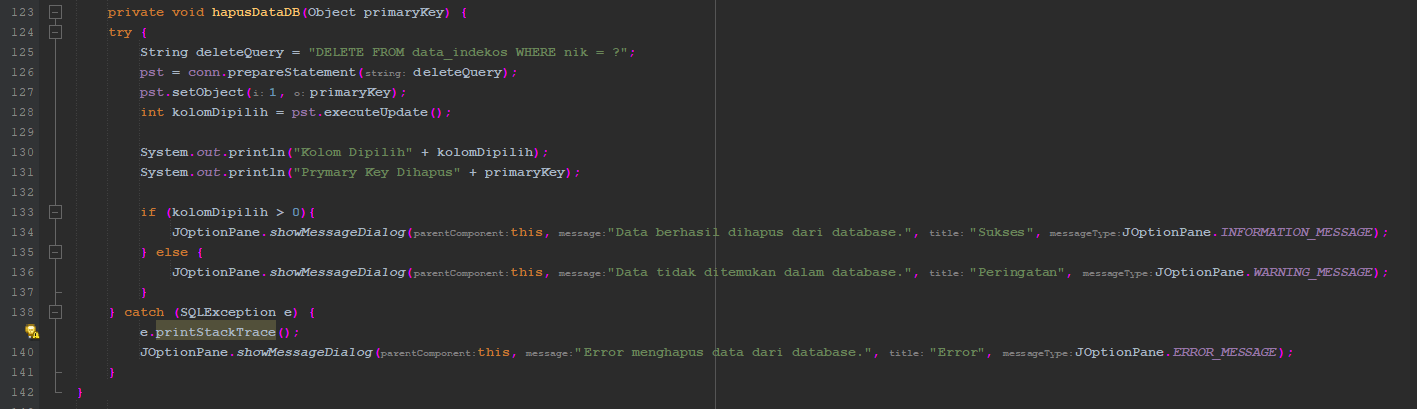 123 private void hapusDataDB(Object primaryKey) {
124 try {
125 String deleteQuery = "DELETE FROM data_indekos WHERE nik = ?";
126 pst = conn.prepareStatement(string: deleteQuery);
127 pst.setObject(i: 1, o: primaryKey);
128 int kolomDipilih = pst.executeUpdate();
129
130 System.out.println("Kolom Dipilih" + kolomDipilih);
131 System.out.println("Prymary Key Dihapus" + primaryKey);
132
133 if (kolomDipilih > 0){
134 JOptionPane.showMessageDialog(parentComponent:this, message:"Data berhasil dihapus dari database.", title: "Sukses", messageType:JOptionPane.INFORMATION_MESSAGE);
135 } else {
136 JOptionPane.showMessageDialog(parentComponent:this, message:"Data tidak ditemukan dalam database.", title: "Peringatan", messageType:JOptionPane.WARNING_MESSAGE);
137 }
138 } catch (SQLException e) {
e.printStackTrace();
140 JOptionPane.showMessageDialog(parentComponent:this, message:"Error menghapus data dari database.", title: "Error", messageType:JOptionPane.ERROR_MESSAGE);
141 }
142 }